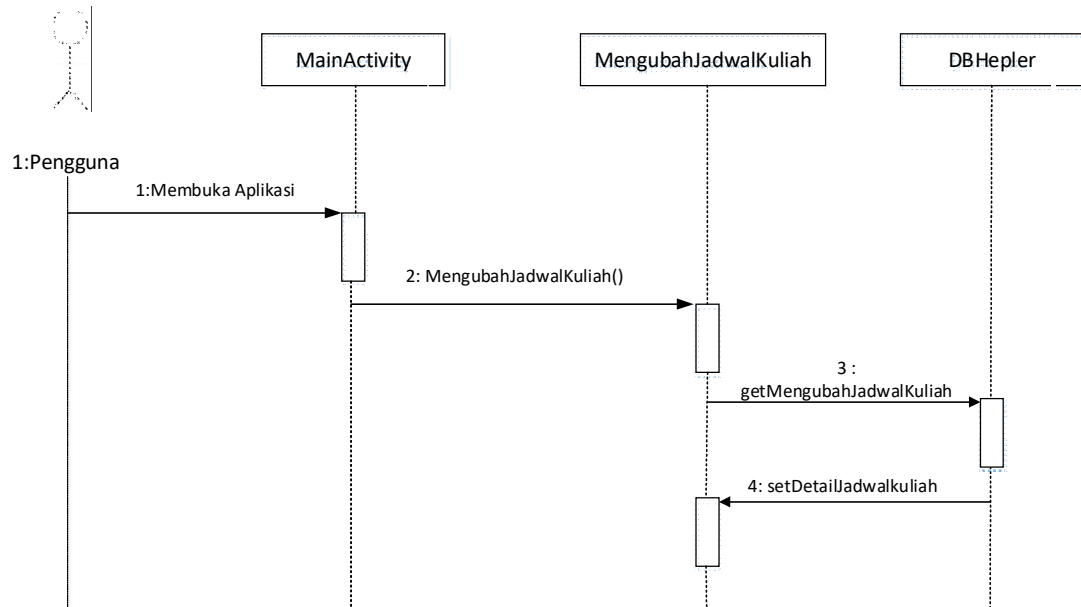 MainActivity
MengubahJadwalKuliah
DBHepler
1:Pengguna
1:Membuka Aplikasi
2: MengubahJadwalKuliah()
3 :
getMengubahJadwalKuliah
4: setDetailJadwalkuliah